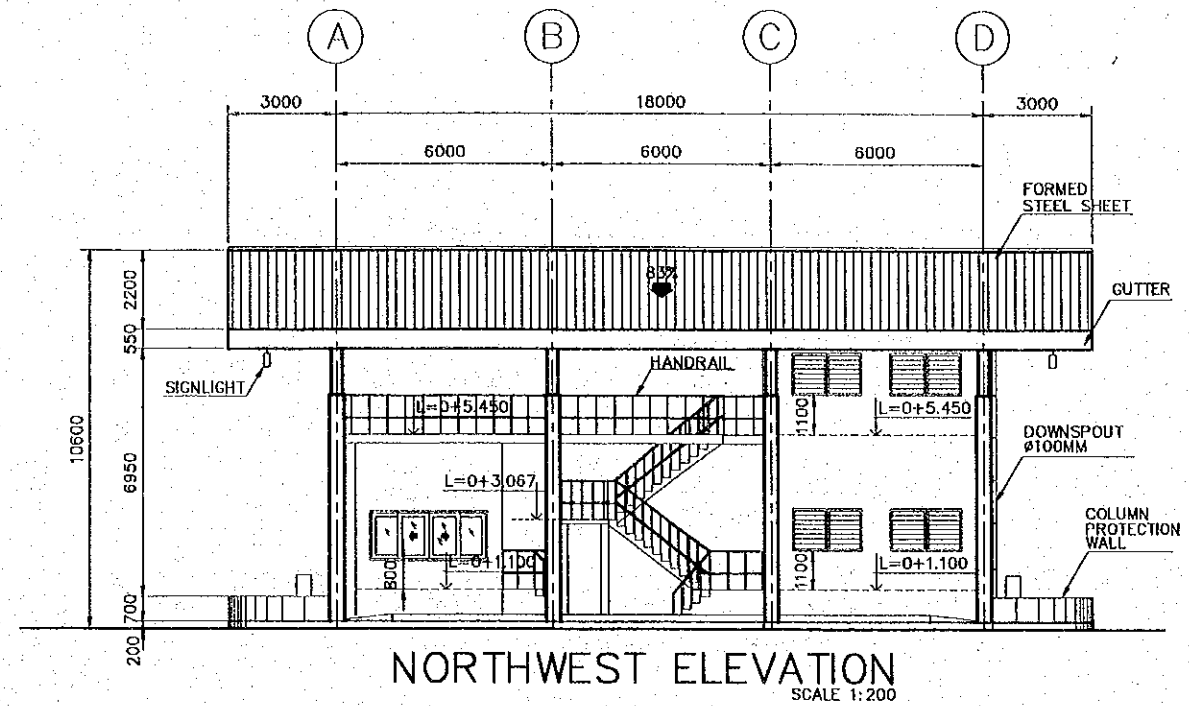 A
B
C
D
3000
18000
3000
6000
6000
6000
FORMED
STEEL SHEET
83%
GUTTER
2200
550
SIGNLIGHT
HANDRAIL
L=0+5.450
1100
L=0+5.450
DOWNSPOUT
Ø100MM
10600
6950
L=0+3.067
COLUMN
PROTECTION
WALL
800
L=0+1.100
1100
L=0+1.100
700
200
NORTHWEST ELEVATION
SCALE 1:200